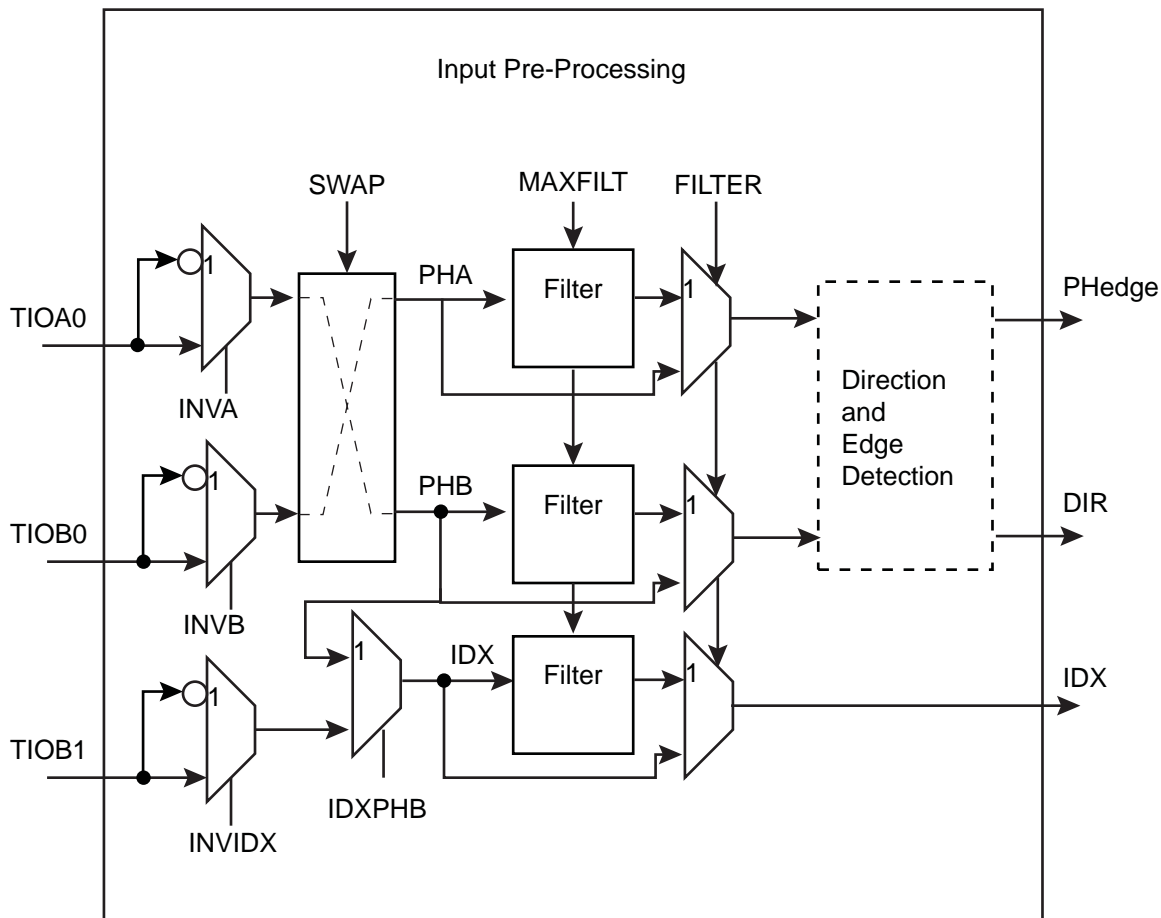 Input Pre-Processing
SWAP
MAXFILT
FILTER
1
PHA
Filter
1
PHedge
TIOA0
INVA
Direction
and
Edge
Detection
1
PHB
Filter
1
DIR
TIOB0
INVB
1
IDX
Filter
1
IDX
1
TIOB1
IDXPHB
INVIDX